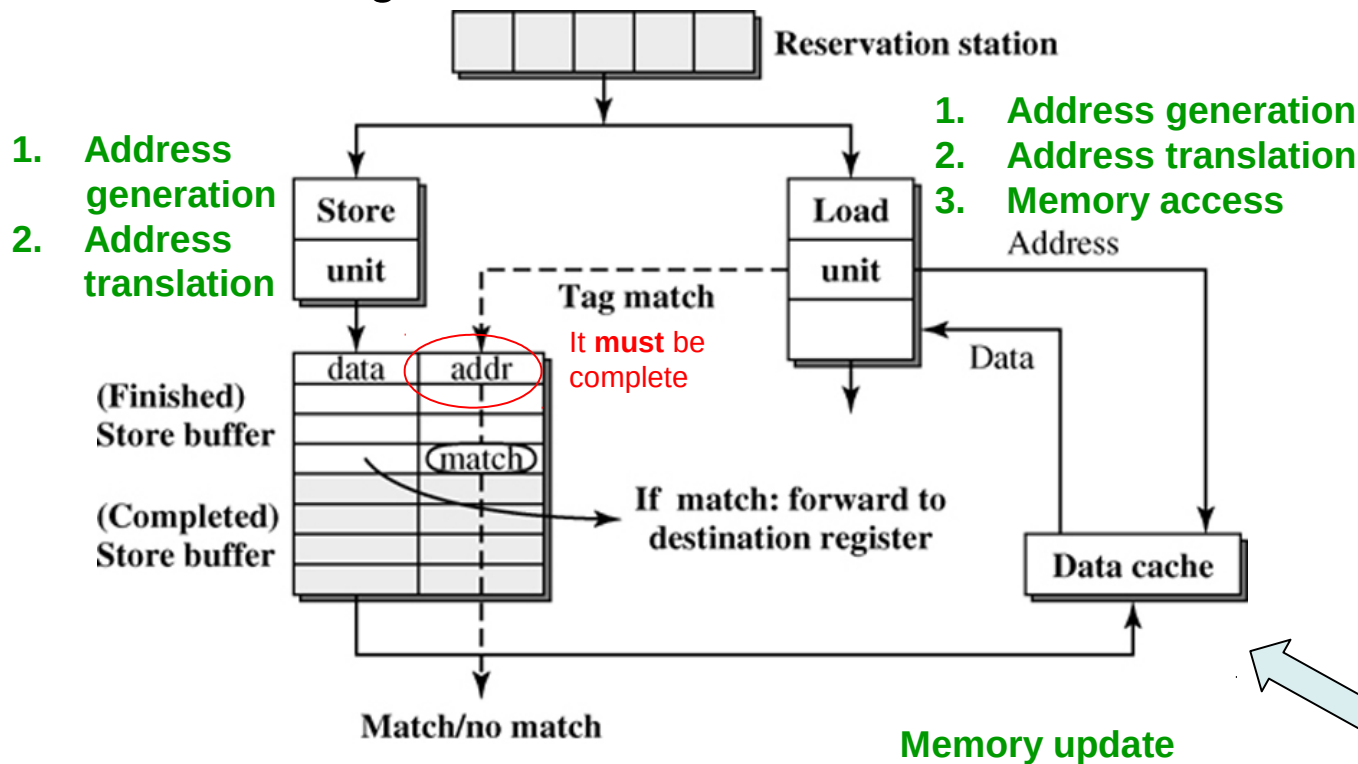 Reservation station
1. Address
generation
2. Address
translation
1. Address generation
2. Address translation
3. Memory access
Store
unit
Load
unit
Address
Tag match
It must be
complete
Data
data addr
(Finished)
Store buffer
match
(Completed)
Store buffer
If match: forward to
destination register
Data cache
Match/no match
Memory update